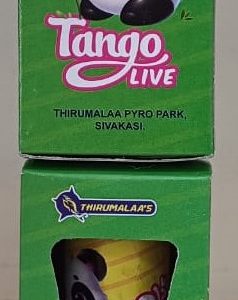 Tango
LIVE
THIRUMALAA PYRO PARK,
SIVAKASI.
THIRUMALAA'S